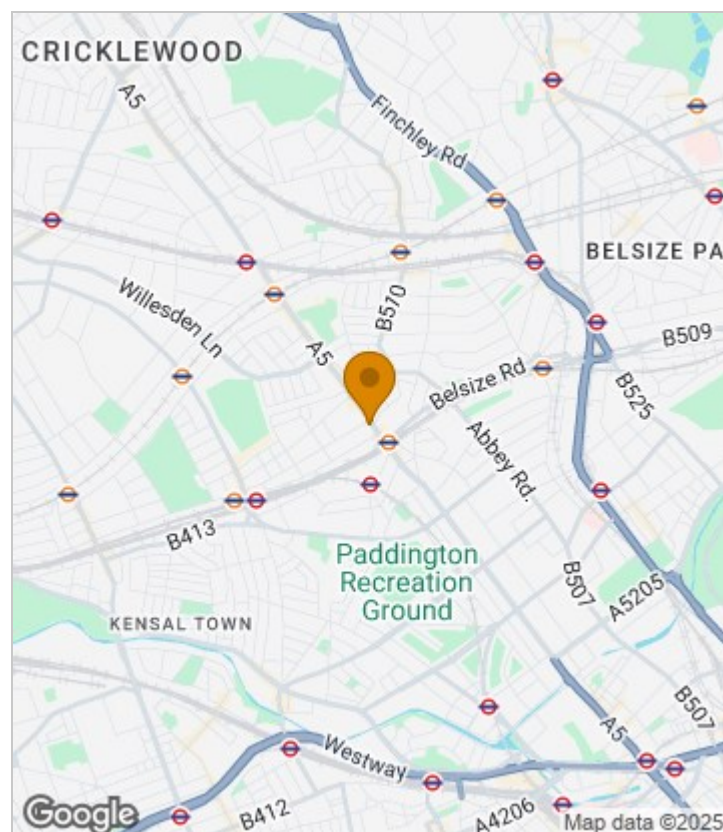 CRICKLEWOOD
A5
Finchley Rd
BELSIZE PA
Willesden Ln
B510
A5
B509
Belsize Rd
B525
Abbey Rd.
B413
Paddington
Recreation
Ground
B507
A5205
KENSAL TOWN
B507
A5
Westway
B412
A4206
Google
Map data ©2025